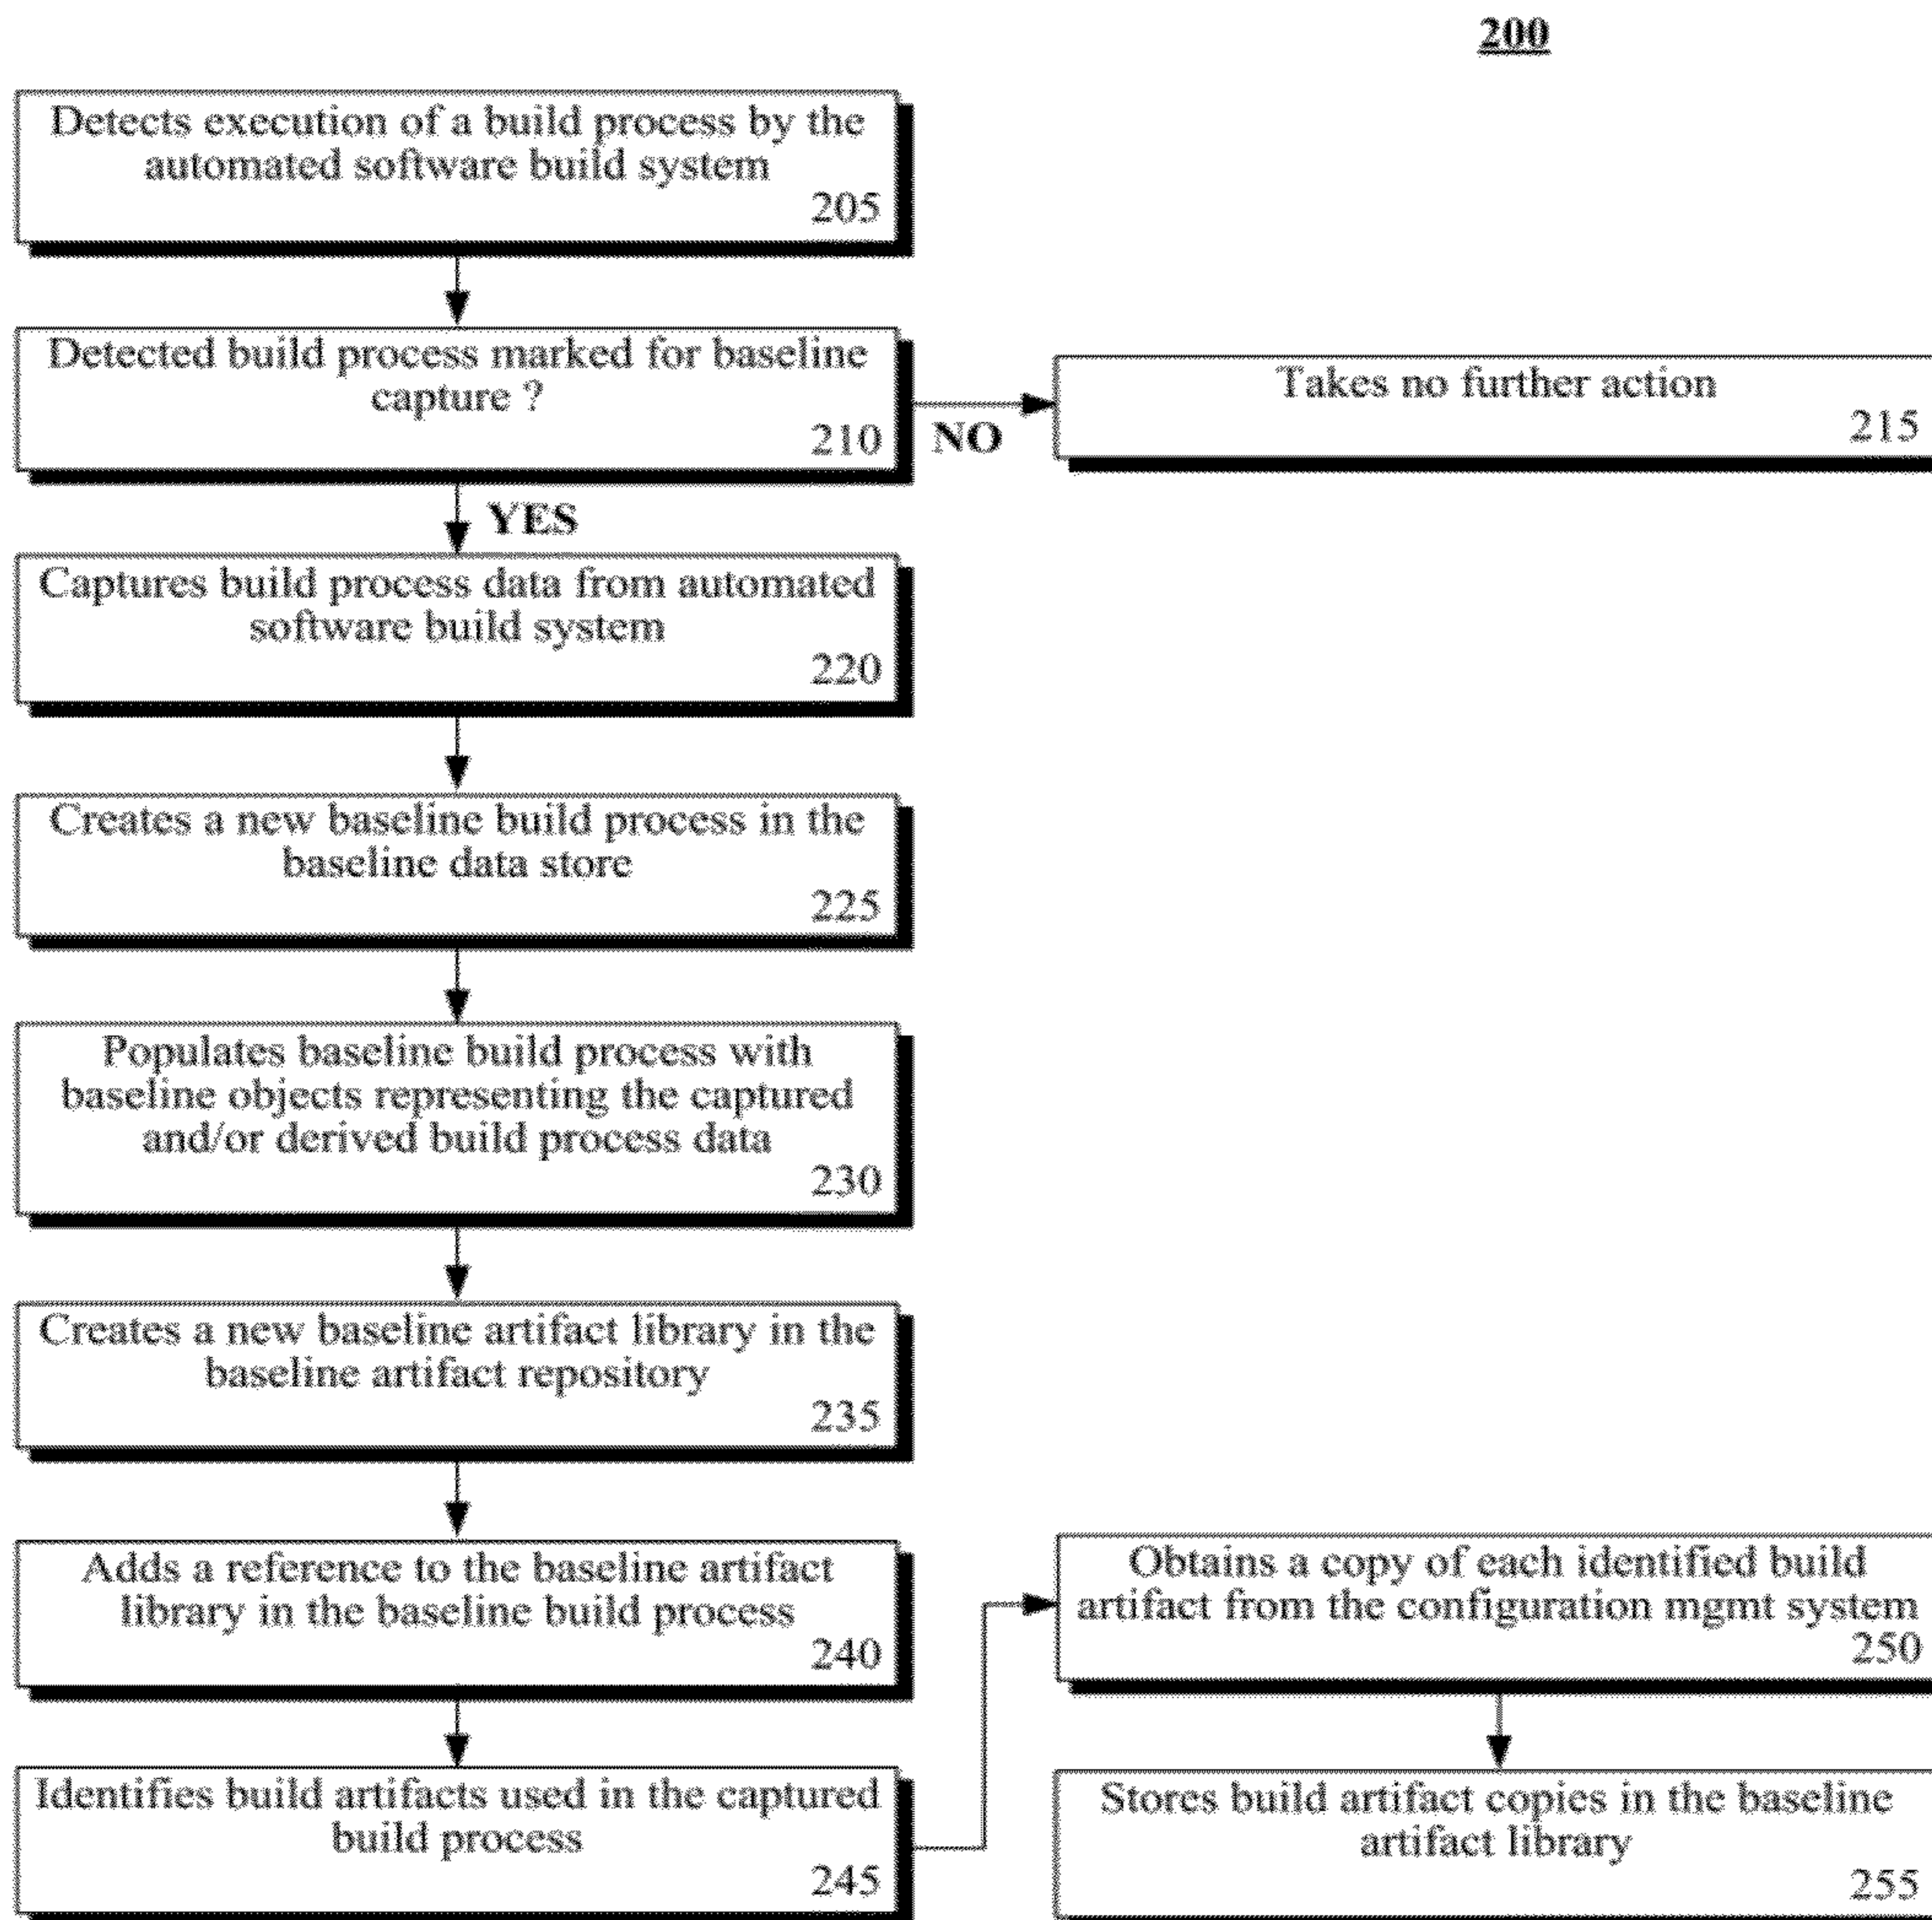 200
Detects execution of a build process by the
automated software build system
205
Detected build process marked for baseline
capture ?
210
NO
Takes no further action
215
YES
Captures build process data from automated
software build system
220
Creates a new baseline build process in the
baseline data store
225
Populates baseline build process with
baseline objects representing the captured
and/or derived build process data
230
Creates a new baseline artifact library in the
baseline artifact repository
235
Adds a reference to the baseline artifact
library in the baseline build process
240
Identifies build artifacts used in the captured
build process
245
Obtains a copy of each identified build
artifact from the configuration mgmt system
250
Stores build artifact copies in the baseline
artifact library
255